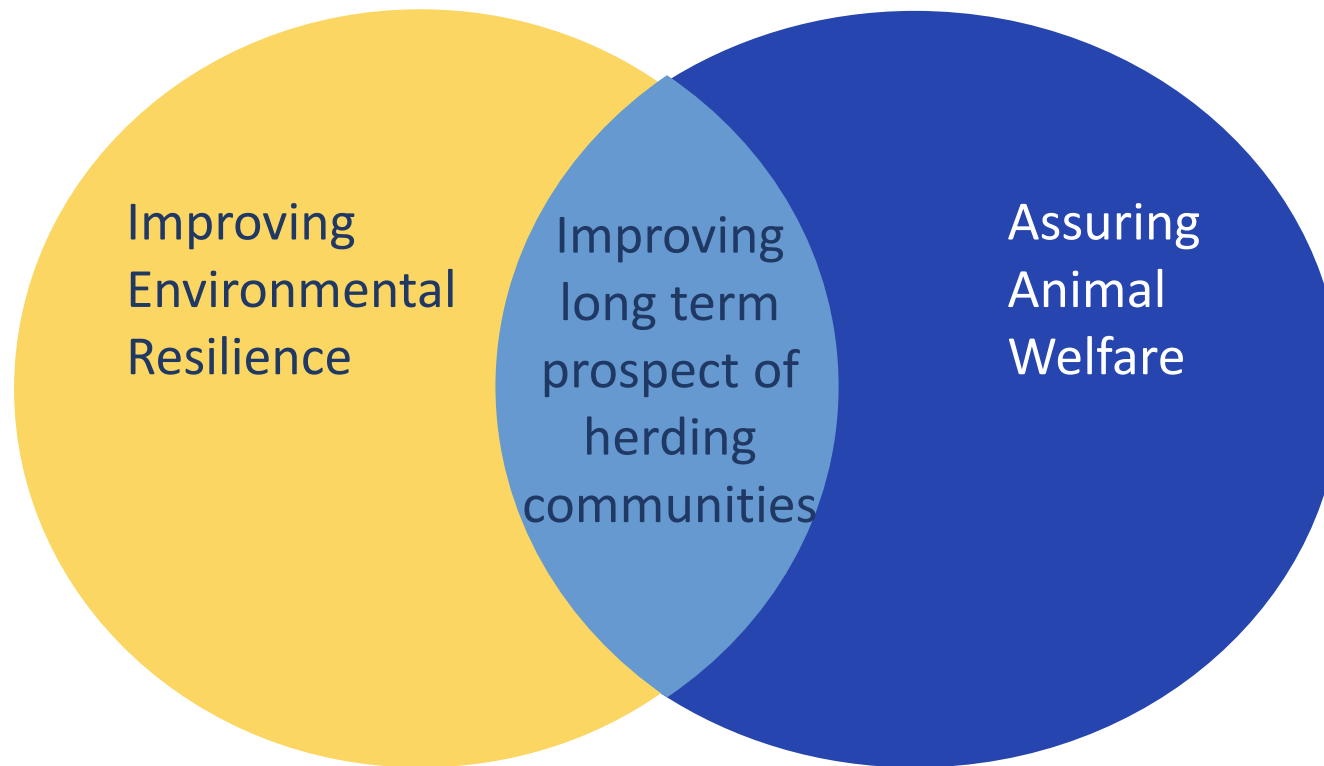 Improving
Environmental
Resilience
Improving
long term
prospect of
herding
communities
Assuring
Animal
Welfare